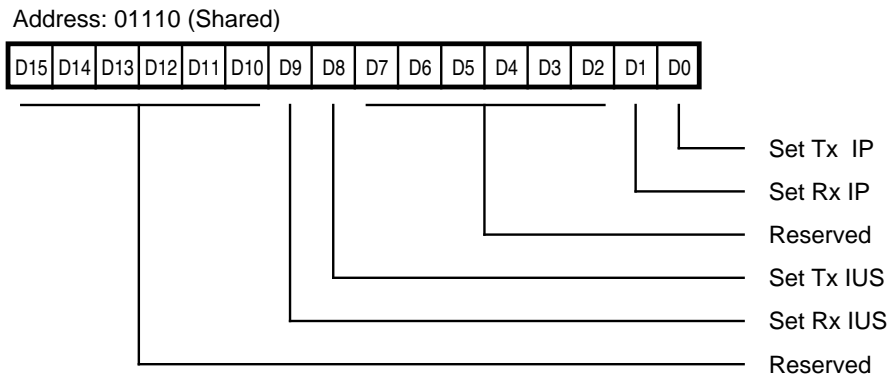 Address: 01110 (Shared)
D15 D14 D13 D12 D11 D10 D9 D8 D7 D6 D5 D4 D3 D2 D1 D0
Set Tx IP
Set Rx IP
Reserved
Set Tx IUS
Set Rx IUS
Reserved